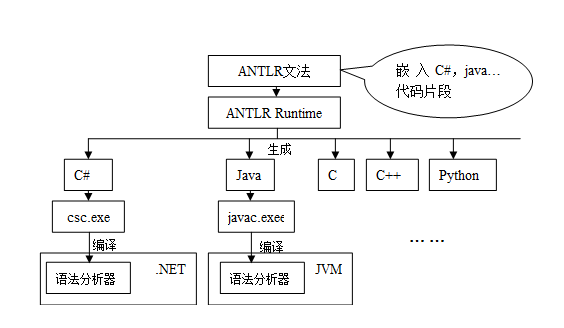 ANTLR文法
嵌 入 C#，java…
代码片段
ANTLR Runtime
生成
C#
Java
C
C++
Python
csc.exe
javac.exee
... ...
编译
编译
语法分析器
.NET
语法分析器
JVM